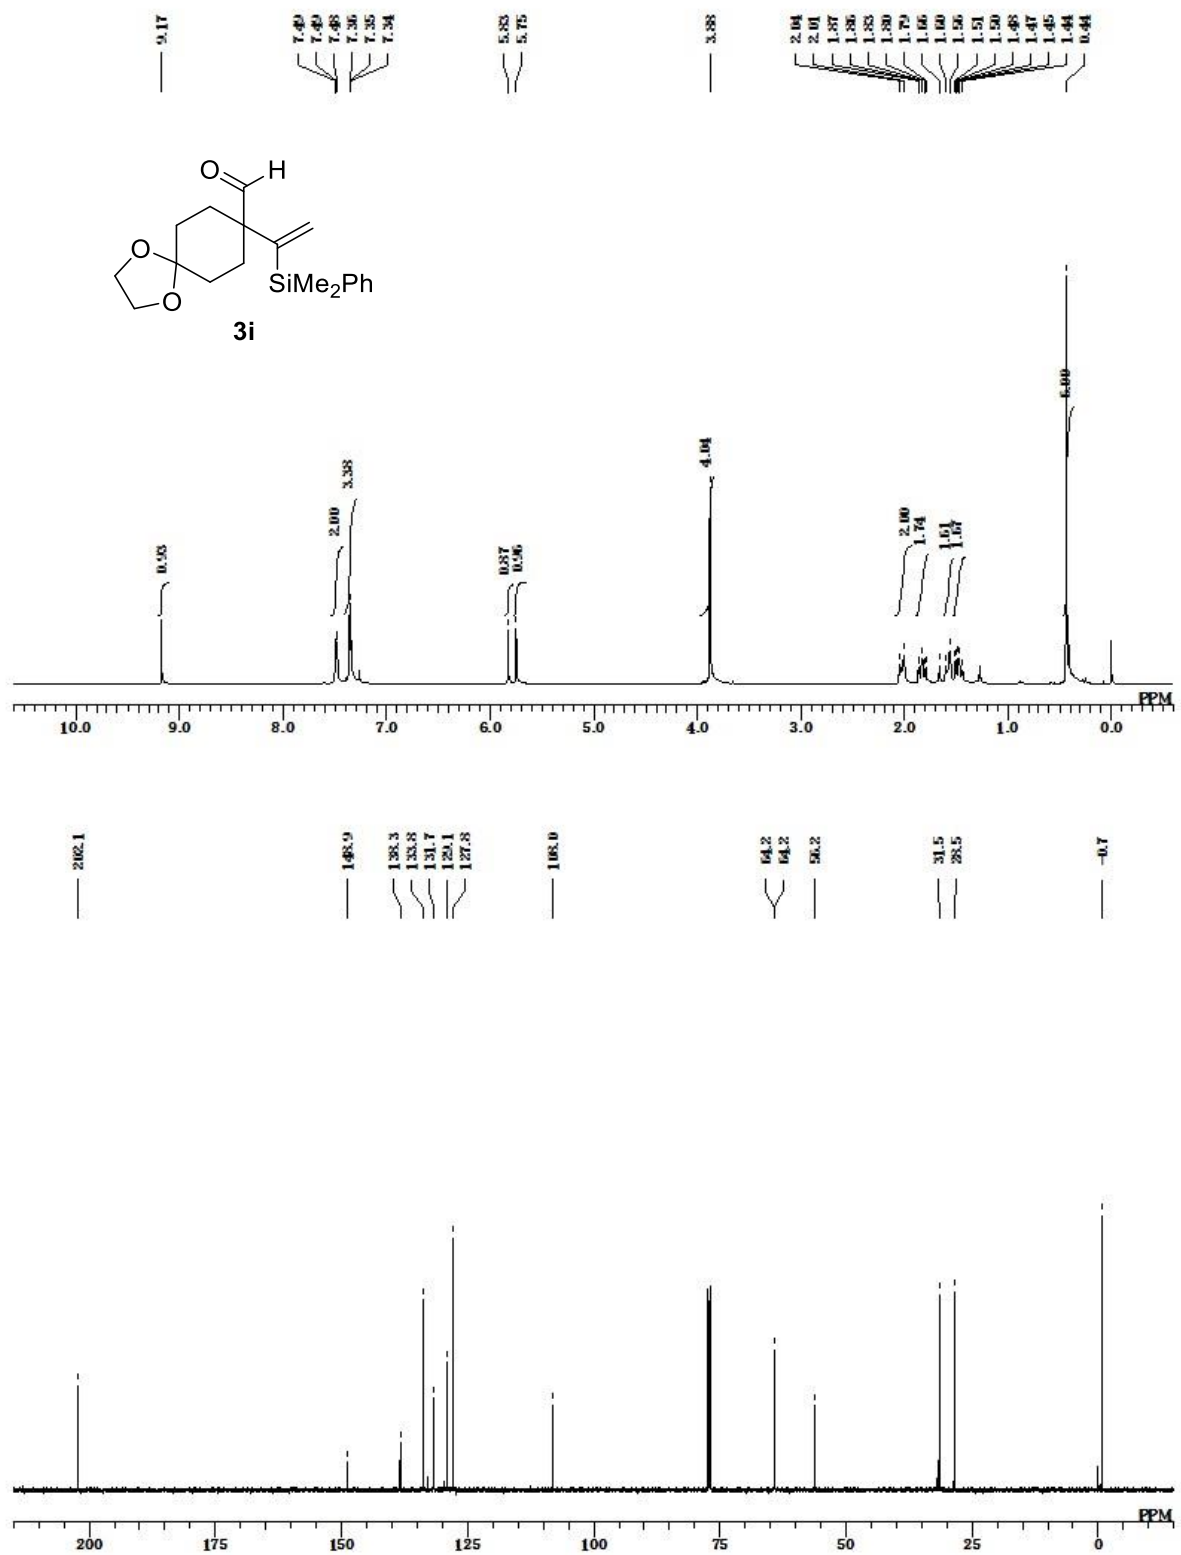 9.17 7.49 7.49 7.48 7.36 7.35 7.34 5.83 5.75 3.88 2.04 2.01 1.87 1.86 1.83 1.80 1.79 1.66 1.60 1.56 1.51 1.50 1.48 1.47 1.45 1.44 0.44
O H
O
O SiMe2Ph
3i
0.93 2.00 3.38 0.87 0.96 4.04 2.00 1.74 1.61 1.67 6.00
PPM
10.0 9.0 8.0 7.0 6.0 5.0 4.0 3.0 2.0 1.0 0.0
202.1 148.9 138.3 133.8 131.7 129.1 127.8 108.0 64.2 64.2 56.2 31.5 28.5 -0.7
PPM
200 175 150 125 100 75 50 25 0